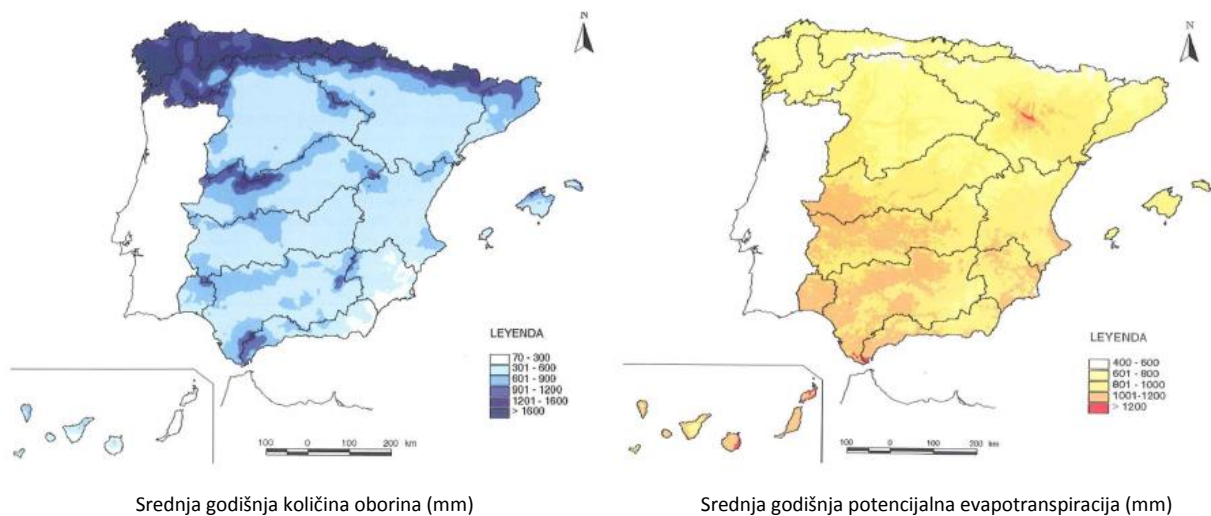 N
LEYENDA
70 - 300
301 - 600
601 - 900
901 - 1200
1201 - 1600
> 1600
100 0 100 200 km
Srednja godišnja količina oborina (mm)
N
LEYENDA
400 - 600
601 - 800
801 - 1000
1001-1200
> 1200
100 0 100 200 km
Srednja godišnja potencijalna evapotranspiracija (mm)